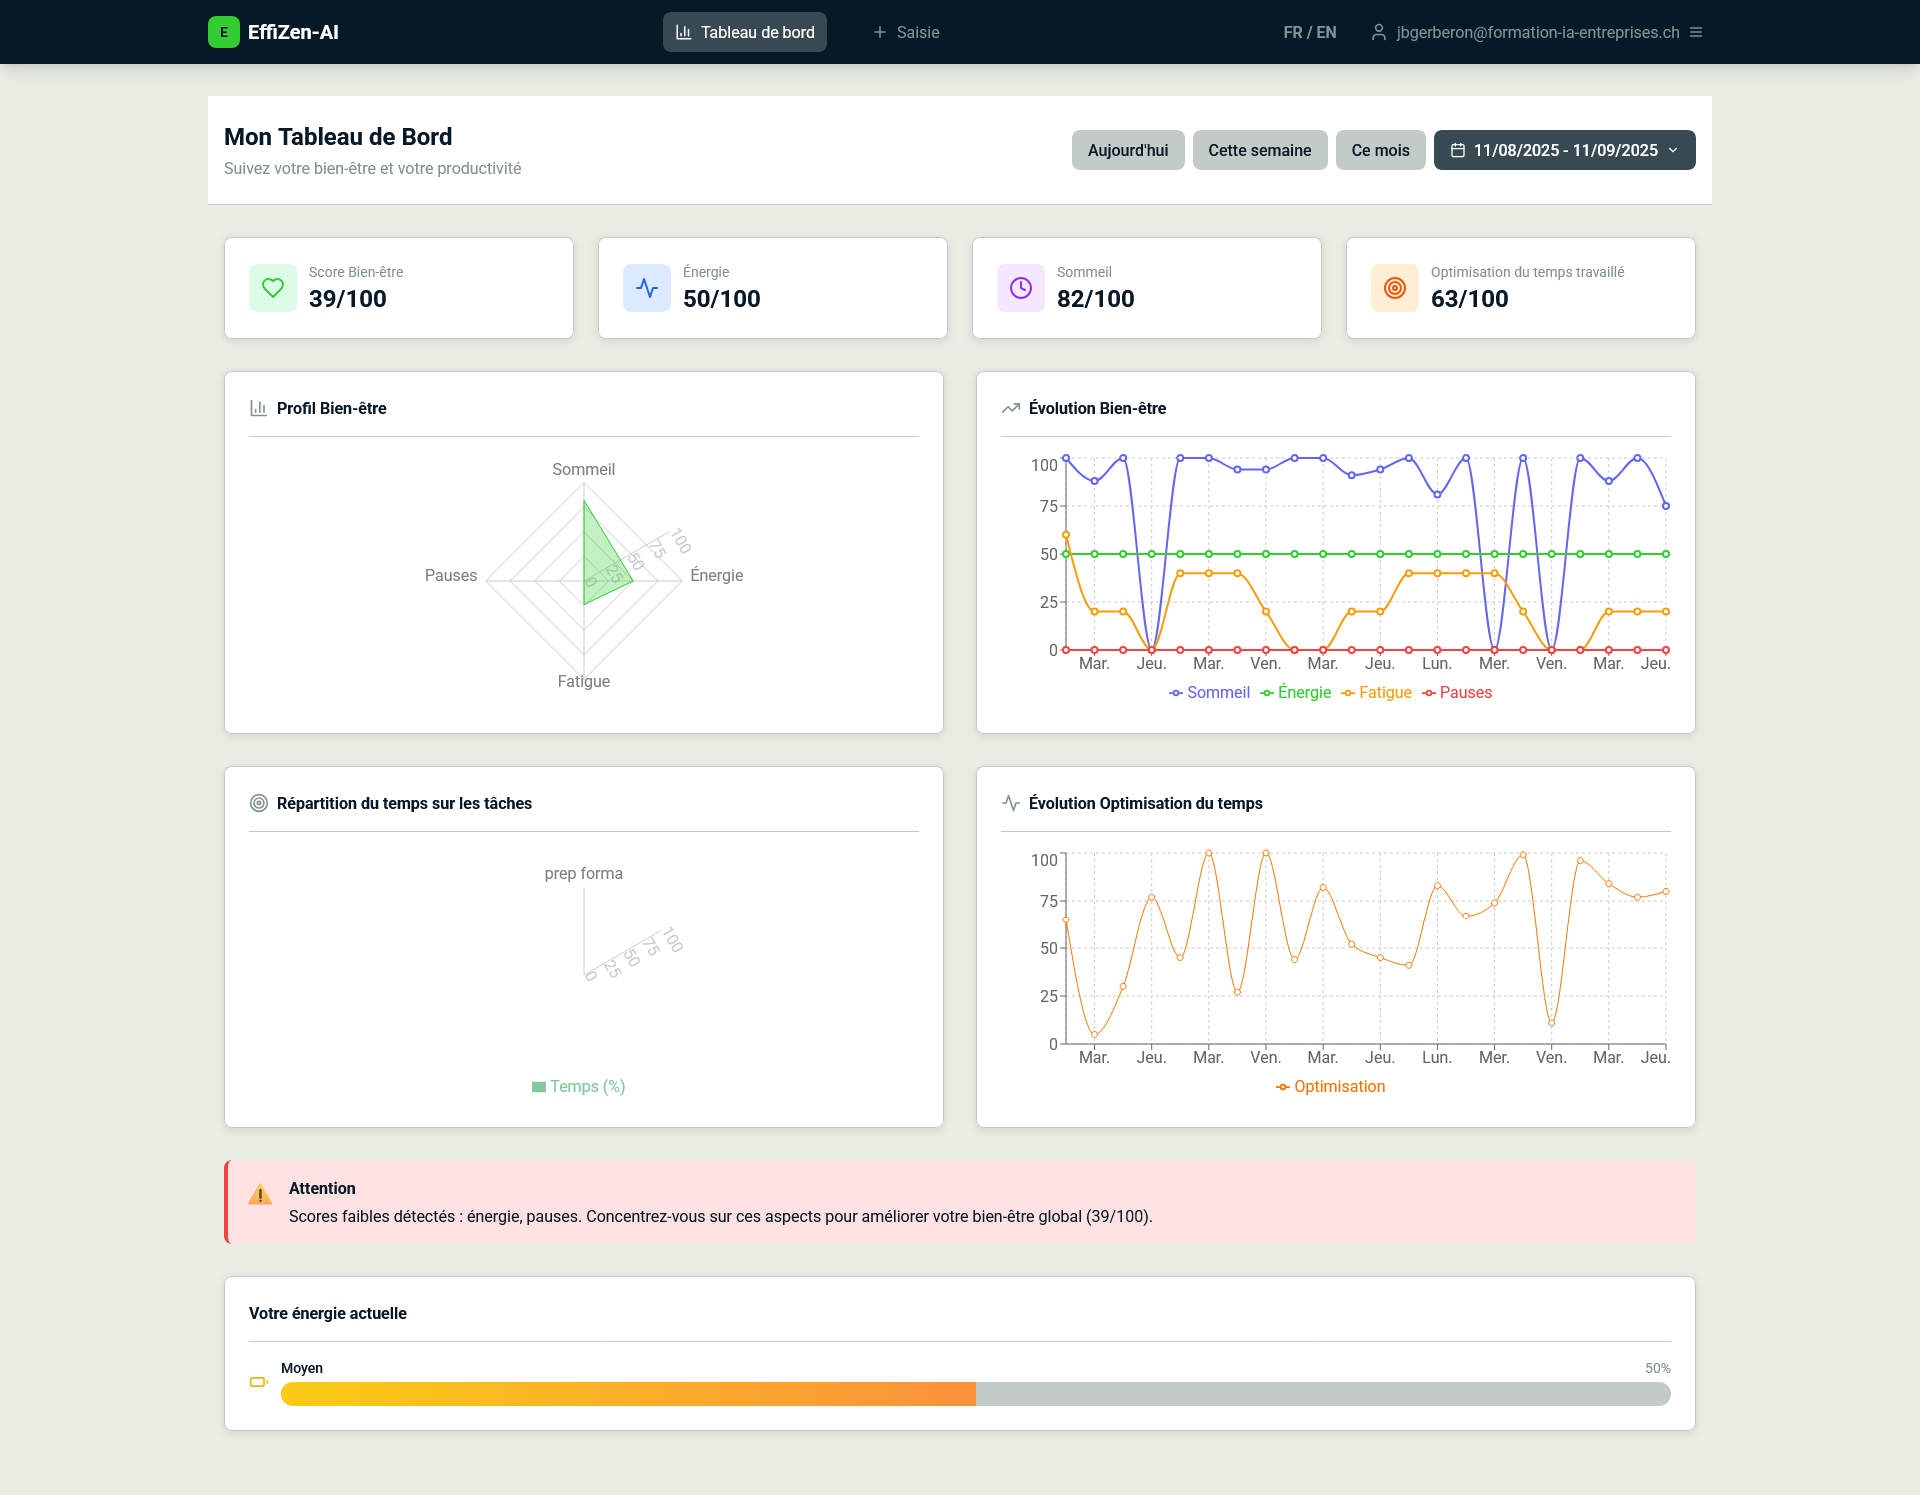 E EffiZen-AI Tableau de bord Saisie FR / EN jbgerberon@formation-ia-entreprises.ch
Mon Tableau de Bord
Suivez votre bien-être et votre productivité
Aujourd'hui Cette semaine Ce mois 11/08/2025 - 11/09/2025
Score Bien-être
39/100
Énergie
50/100
Sommeil
82/100
Optimisation du temps travaillé
63/100
Profil Bien-être
Sommeil
Pauses
Énergie
Fatigue
0 25 50 75 100
Évolution Bien-être
100
75
50
25
0
Mar. Jeu. Mar. Ven. Mar. Jeu. Lun. Mer. Ven. Mar. Jeu.
Sommeil Énergie Fatigue Pauses
Répartition du temps sur les tâches
prep forma
0 25 50 75 100
Temps (%)
Évolution Optimisation du temps
100
75
50
25
0
Mar. Jeu. Mar. Ven. Mar. Jeu. Lun. Mer. Ven. Mar. Jeu.
Optimisation
Attention
Scores faibles détectés : énergie, pauses. Concentrez-vous sur ces aspects pour améliorer votre bien-être global (39/100).
Votre énergie actuelle
Moyen 50%